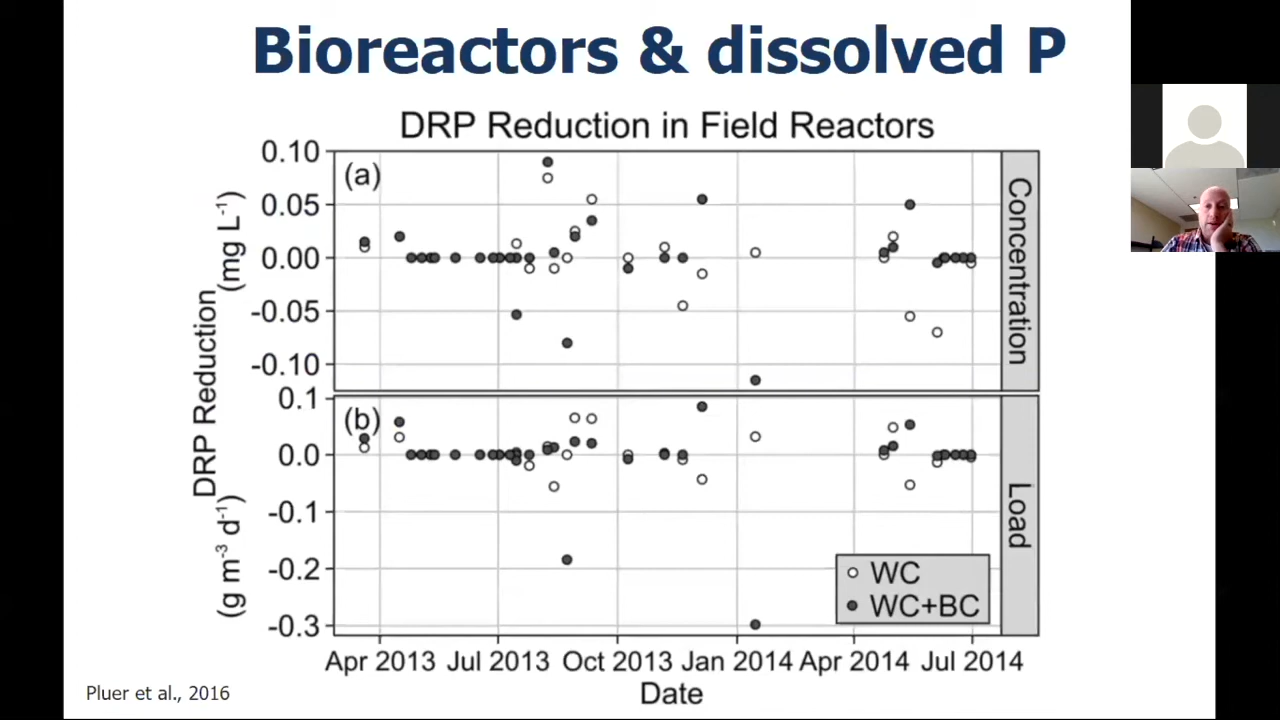 Bioreactors & dissolved P
DRP Reduction in Field Reactors
(a)
0.10
0.05
0.00
-0.05
-0.10
Concentration
DRP Reduction
(mg L⁻¹)
(g m⁻³ d⁻¹)
(b)
0.1
0.0
-0.1
-0.2
-0.3
Load
WC
WC+BC
Apr 2013 Jul 2013 Oct 2013 Jan 2014 Apr 2014 Jul 2014
Date
Pluer et al., 2016